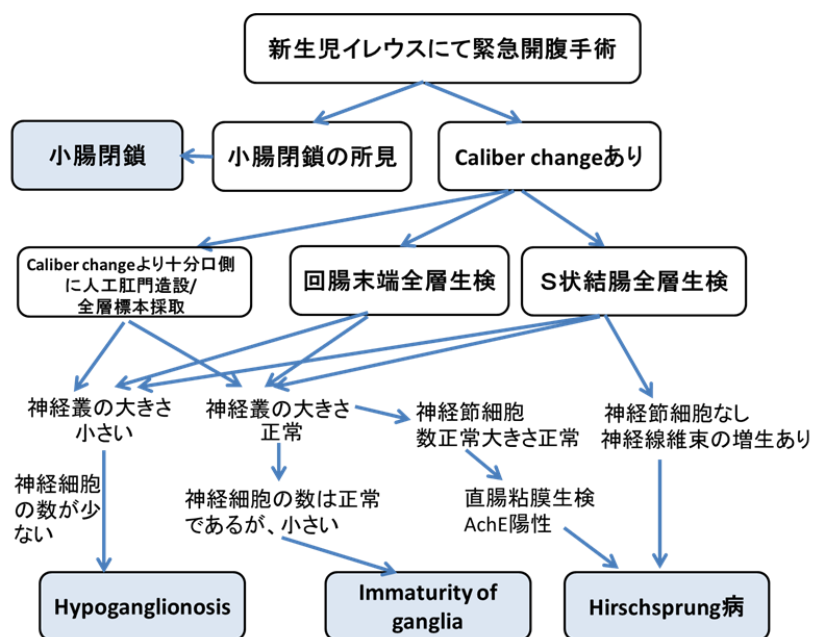 新生児イレウスにて緊急開腹手術
小腸閉鎖
小腸閉鎖の所見
Caliber changeあり
Caliber changeより十分口側
に人工肛門造設/
全層標本採取
回腸末端全層生検
S状結腸全層生検
神経叢の大きさ
小さい
神経叢の大きさ
正常
神経節細胞
数正常大きさ正常
神経節細胞なし
神経線維束の増生あり
神経細胞
の数が少
ない
神経細胞の数は正常
であるが、小さい
直腸粘膜生検
AchE陽性
Hypoganglionosis
Immaturity of
ganglia
Hirschsprung病